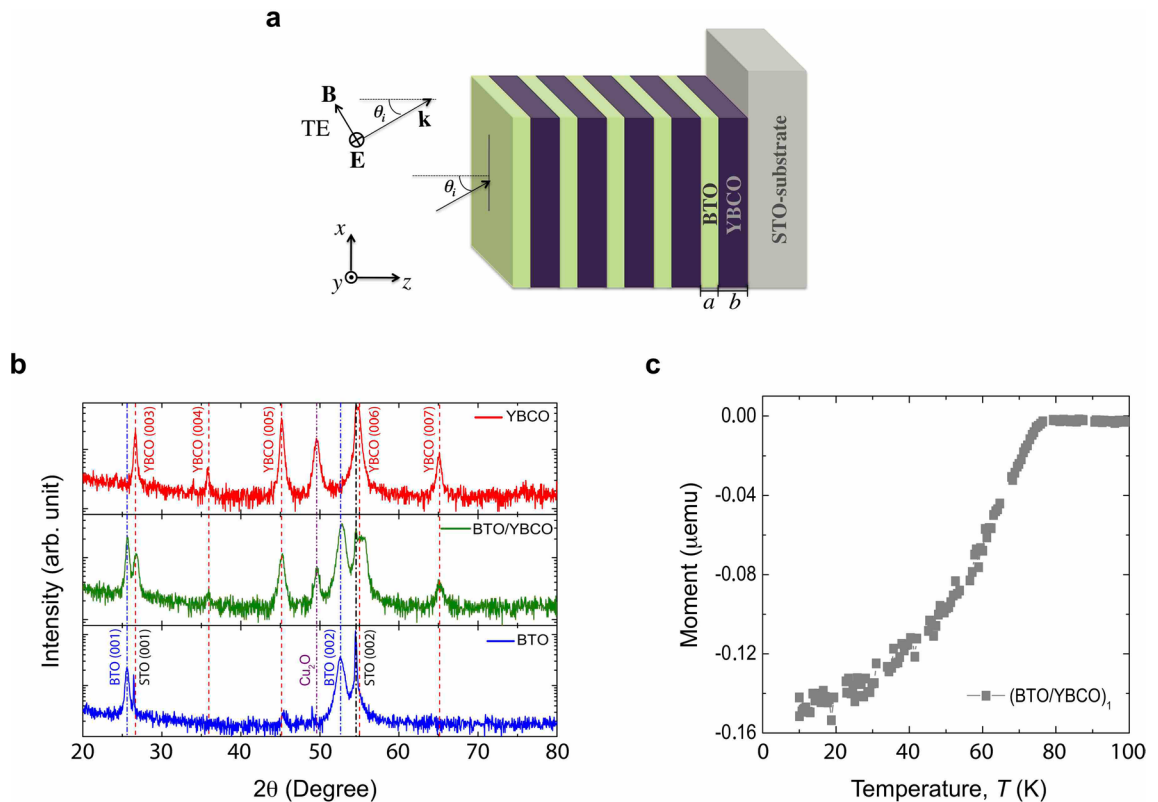 a
B
TE
E
k
θi
θi
x
y
z
BTO
YBCO
STO-substrate
a
b
b
Intensity (arb. unit)
YBCO
YBCO (003)
YBCO (004)
YBCO (005)
YBCO (006)
YBCO (007)
BTO/YBCO
BTO
BTO (001)
STO (001)
Cu₂O
BTO (002)
STO (002)
20 30 40 50 60 70 80
2θ (Degree)
c
Moment (μemu)
0.00
-0.04
-0.08
-0.12
-0.16
(BTO/YBCO)₁
0 20 40 60 80 100
Temperature, T (K)